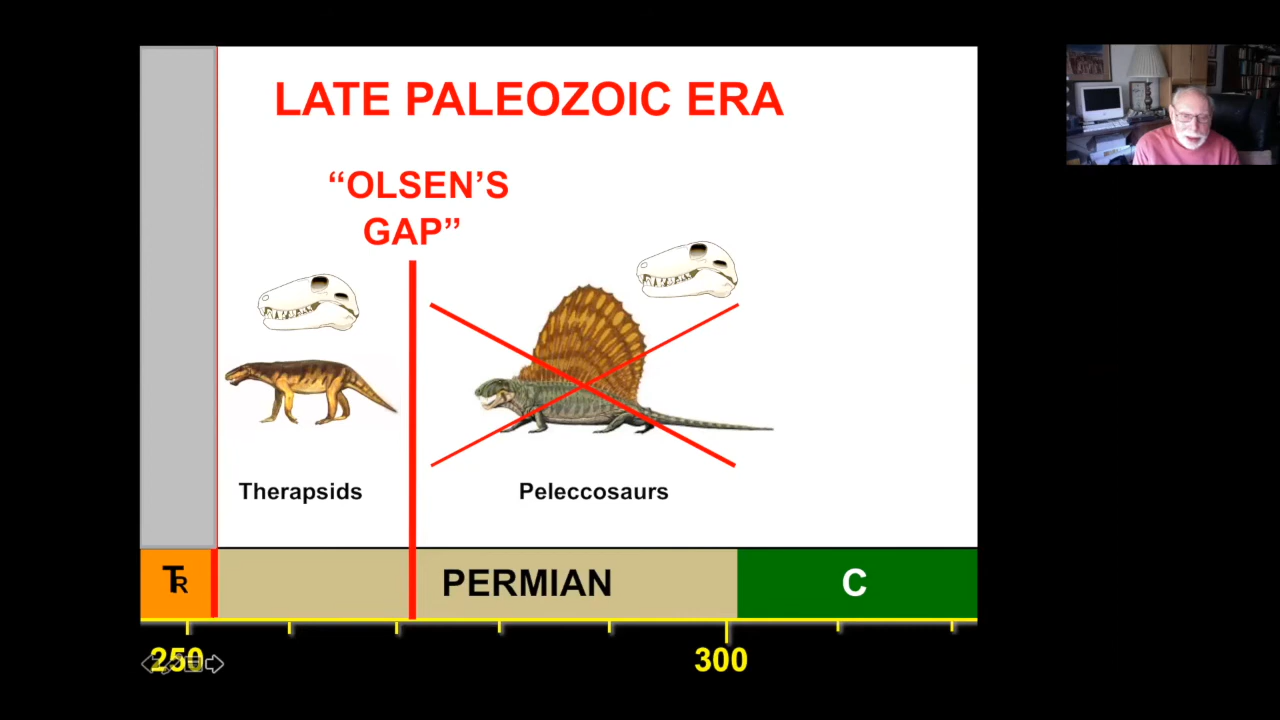 LATE PALEOZOIC ERA
“OLSEN’S
GAP”
Therapsids
Peleccosaurs
TR
PERMIAN
C
250
300